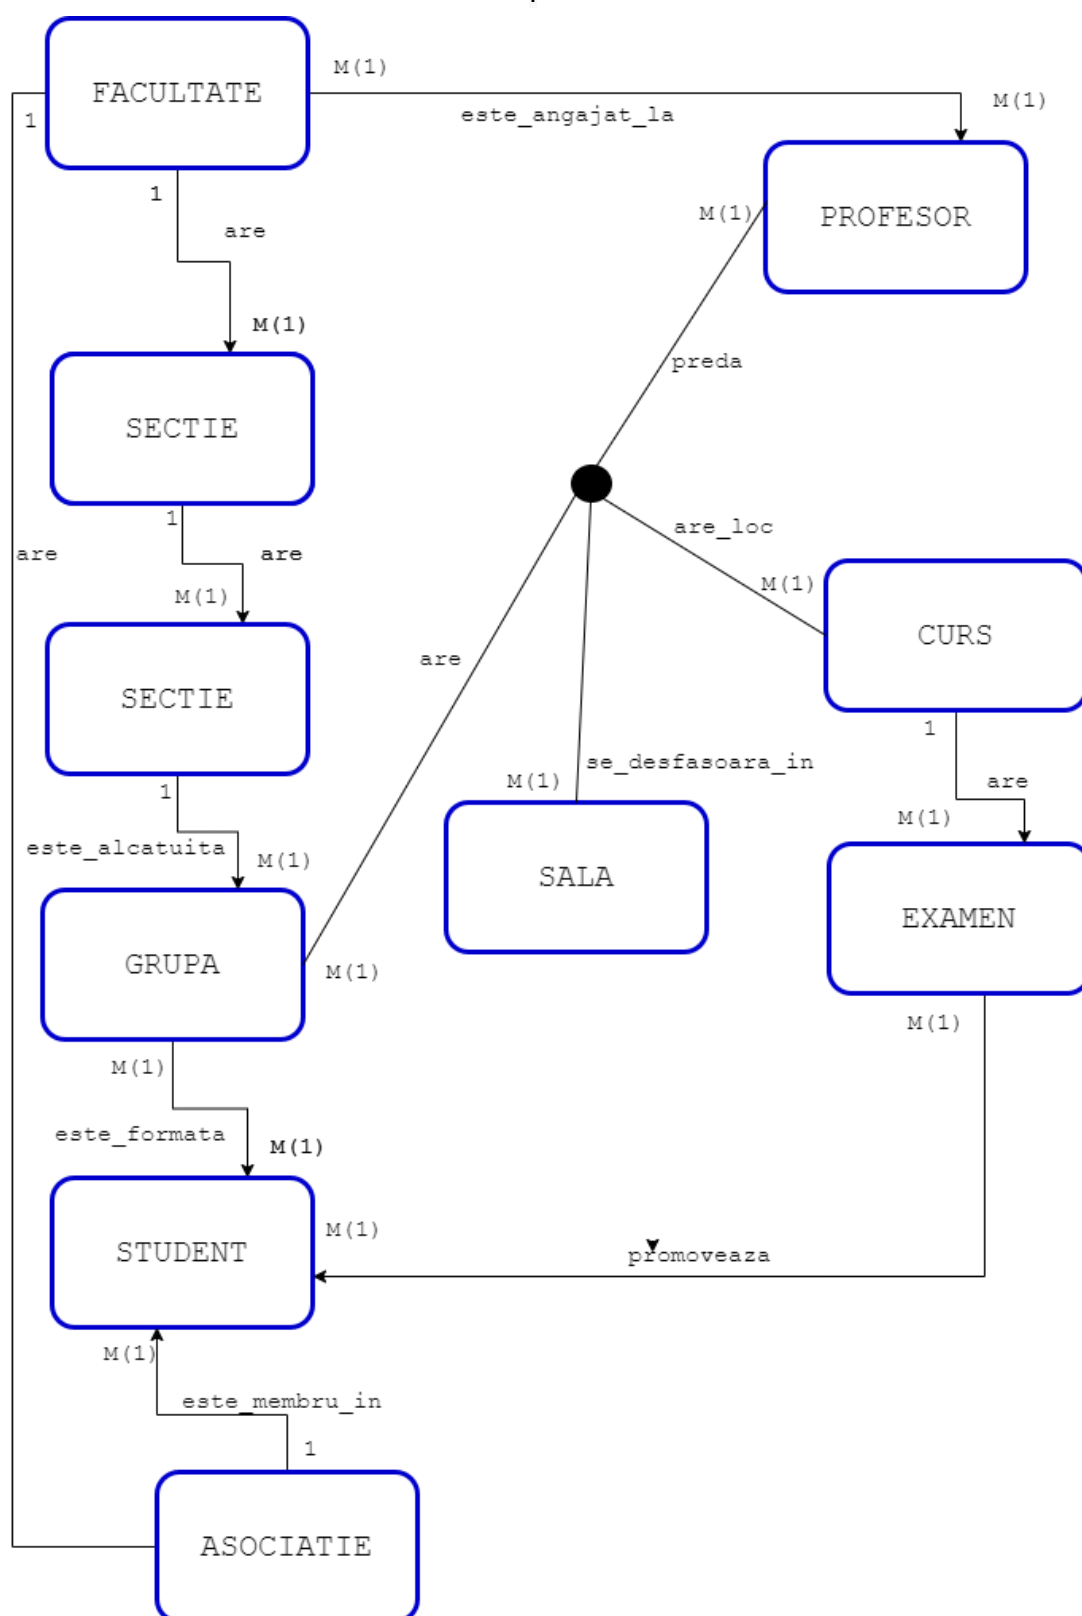 FACULTATE
M(1)
M(1)
1
este_angajat_la
1
M(1)
PROFESOR
are
M(1)
preda
SECTIE
1
are
are
are_loc
M(1)
M(1)
CURS
are
SECTIE
1
se_desfasoara_in
M(1)
are
1
M(1)
este_alcatuita
M(1)
SALA
EXAMEN
GRUPA
M(1)
M(1)
M(1)
este_formata
M(1)
M(1)
STUDENT
promoveaza
M(1)
este_membru_in
1
ASOCIATIE